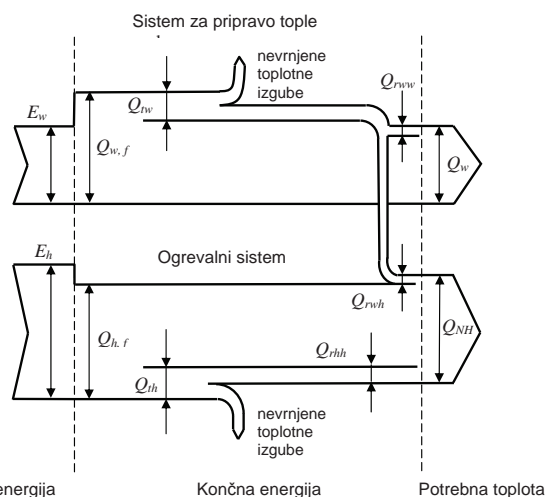 Sistem za pripravo tople
nevrnjene
toplotne
izgube
Q_tw
Q_rww
E_w
Q_w, f
Q_w
E_h
Ogrevalni sistem
Q_rwh
Q_h. f
Q_NH
Q_rhh
Q_th
nevrnjene
toplotne
izgube
energija
Končna energija
Potrebna toplota